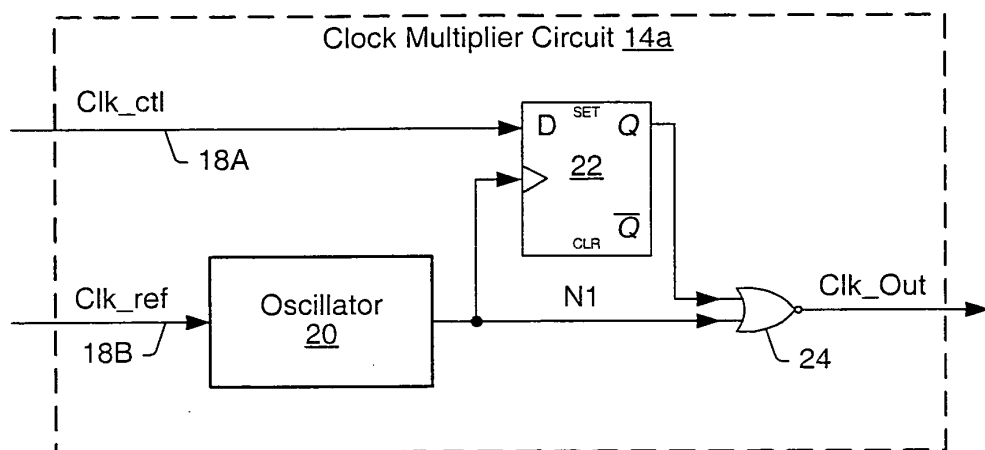 Clock Multiplier Circuit 14a
Clk_ctl
18A
D
SET
Q
22
CLR
Q̅
Clk_ref
18B
Oscillator
20
N1
Clk_Out
24